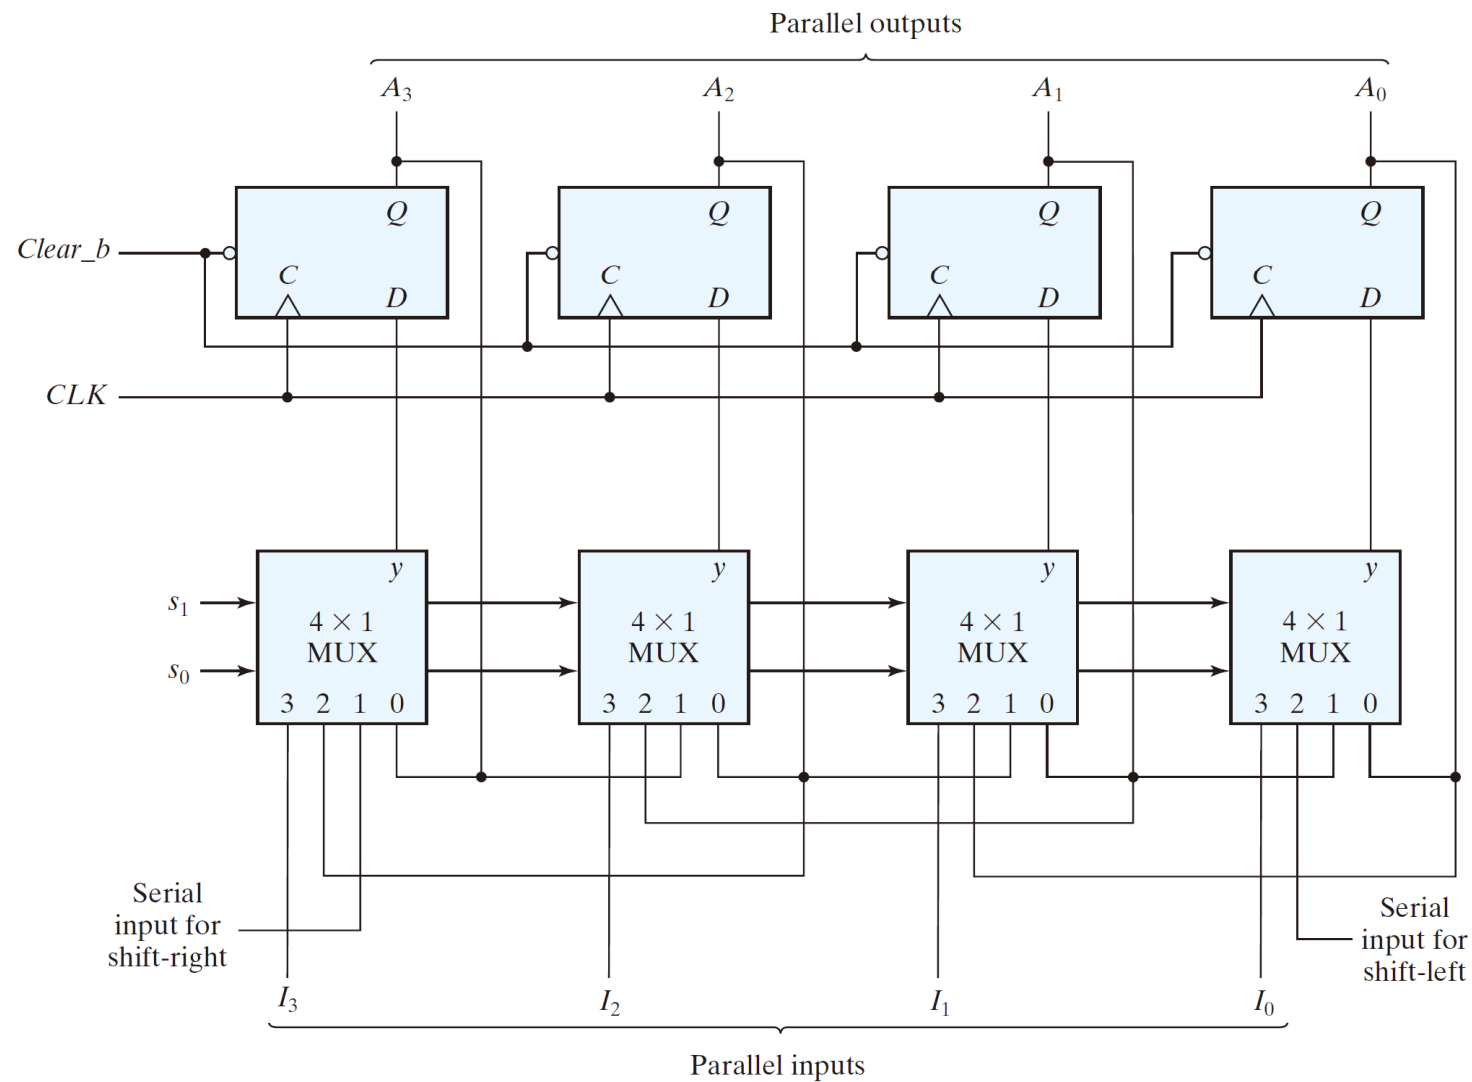 Parallel outputs
A₃ A₂ A₁ A₀
Q Q Q Q
Clear_b
C C C C
D D D D
CLK
y y y y
s₁
4 × 1 4 × 1 4 × 1 4 × 1
MUX MUX MUX MUX
s₀
3 2 1 0 3 2 1 0 3 2 1 0 3 2 1 0
Serial
input for
shift-right
Serial
input for
shift-left
I₃ I₂ I₁ I₀
Parallel inputs